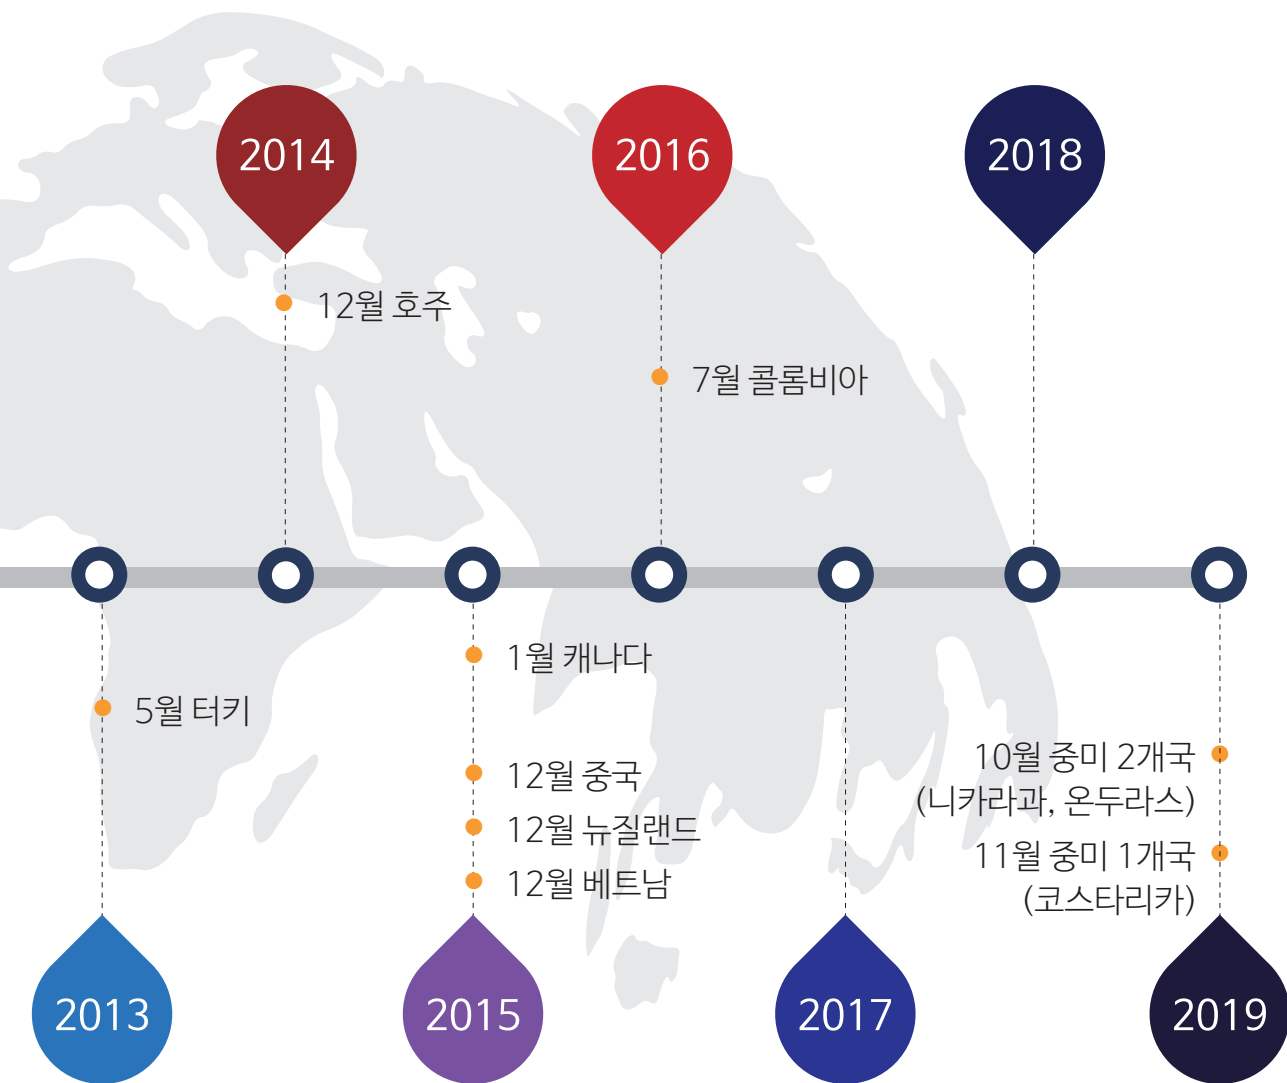 2014
2016
2018
12월 호주
7월 콜롬비아
1월 캐나다
5월 터키
12월 중국
12월 뉴질랜드
12월 베트남
10월 중미 2개국
(니카라과, 온두라스)
11월 중미 1개국
(코스타리카)
2013
2015
2017
2019